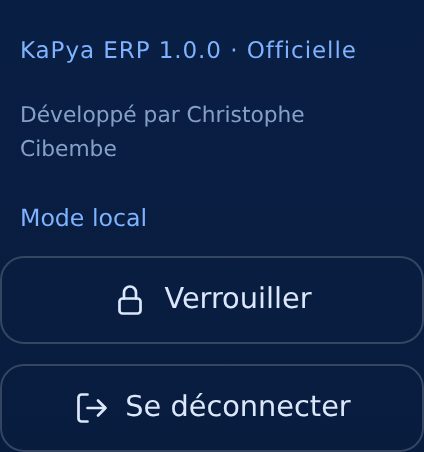 KaPya ERP 1.0.0 · Officielle
Développé par Christophe
Cibembe
Mode local
Verrouiller
Se déconnecter